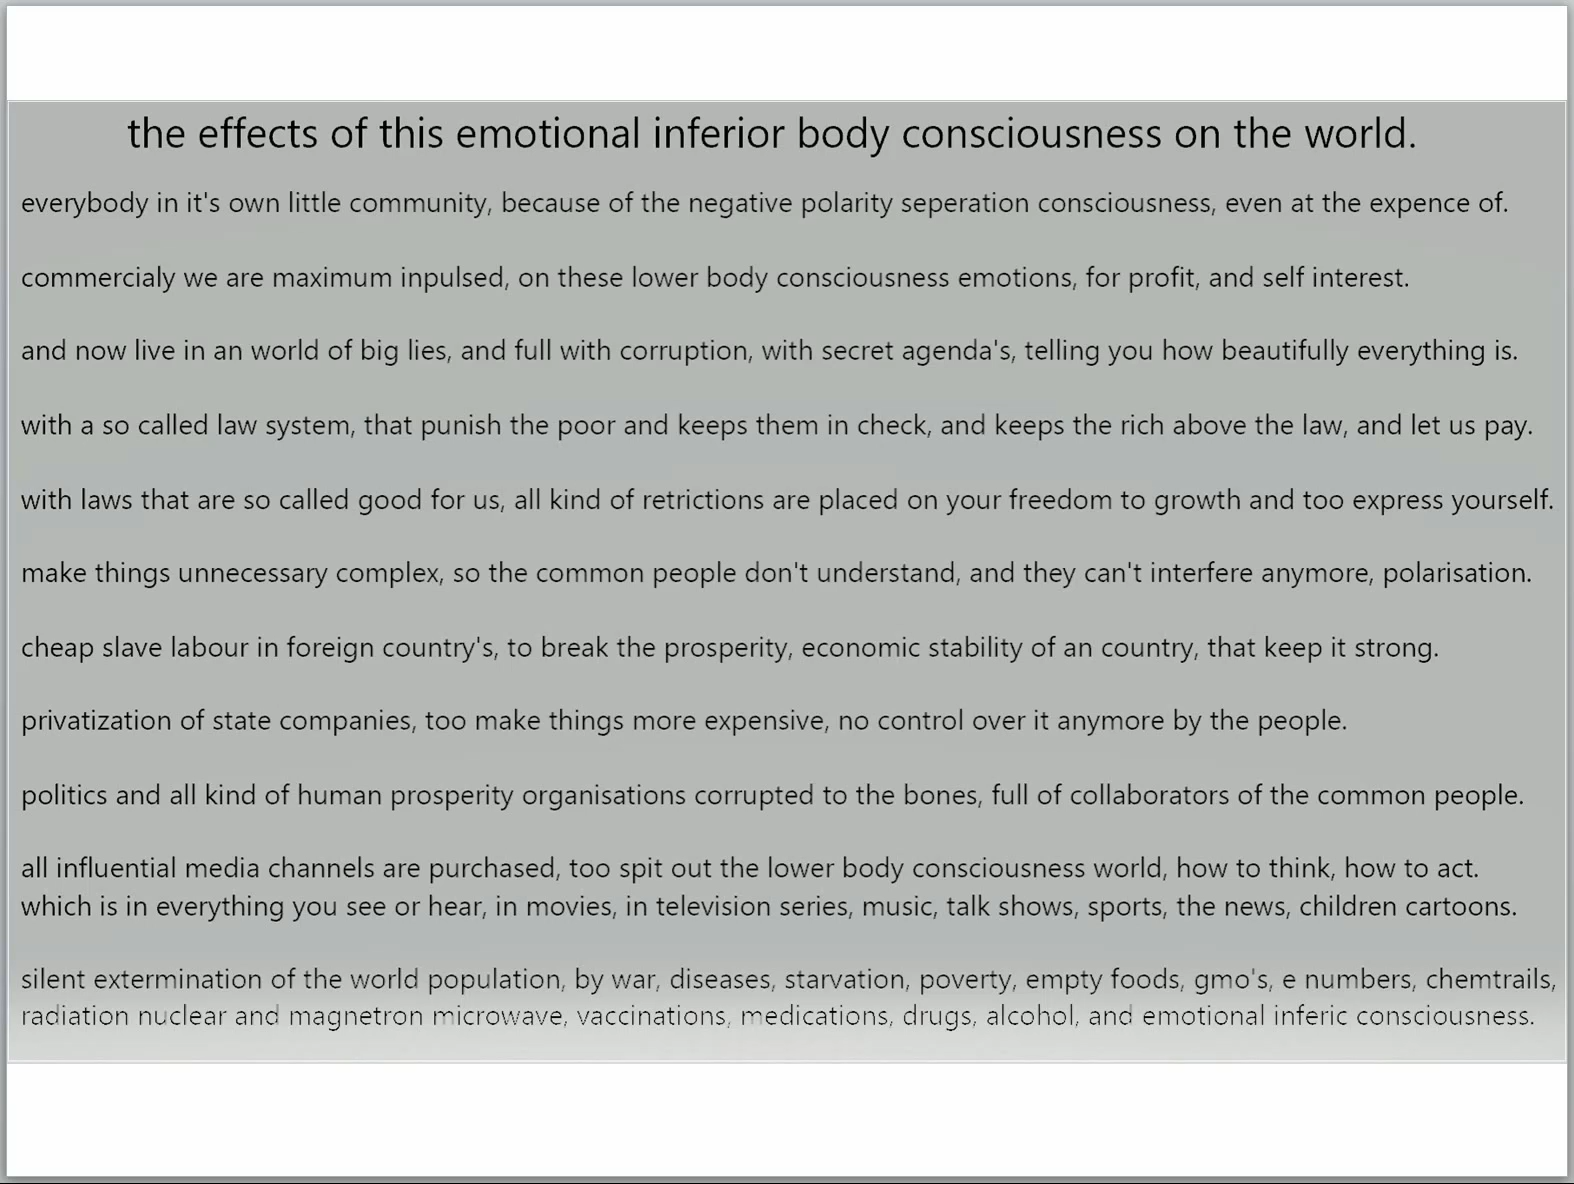 the effects of this emotional inferior body consciousness on the world.
everybody in it's own little community, because of the negative polarity seperation consciousness, even at the expence of.
commercialy we are maximum inpulsed, on these lower body consciousness emotions, for profit, and self interest.
and now live in an world of big lies, and full with corruption, with secret agenda's, telling you how beautifully everything is.
with a so called law system, that punish the poor and keeps them in check, and keeps the rich above the law, and let us pay.
with laws that are so called good for us, all kind of retrictions are placed on your freedom to growth and too express yourself.
make things unnecessary complex, so the common people don't understand, and they can't interfere anymore, polarisation.
cheap slave labour in foreign country's, to break the prosperity, economic stability of an country, that keep it strong.
privatization of state companies, too make things more expensive, no control over it anymore by the people.
politics and all kind of human prosperity organisations corrupted to the bones, full of collaborators of the common people.
all influential media channels are purchased, too spit out the lower body consciousness world, how to think, how to act.
which is in everything you see or hear, in movies, in television series, music, talk shows, sports, the news, children cartoons.
silent extermination of the world population, by war, diseases, starvation, poverty, empty foods, gmo's, e numbers, chemtrails,
radiation nuclear and magnetron microwave, vaccinations, medications, drugs, alcohol, and emotional inferic consciousness.